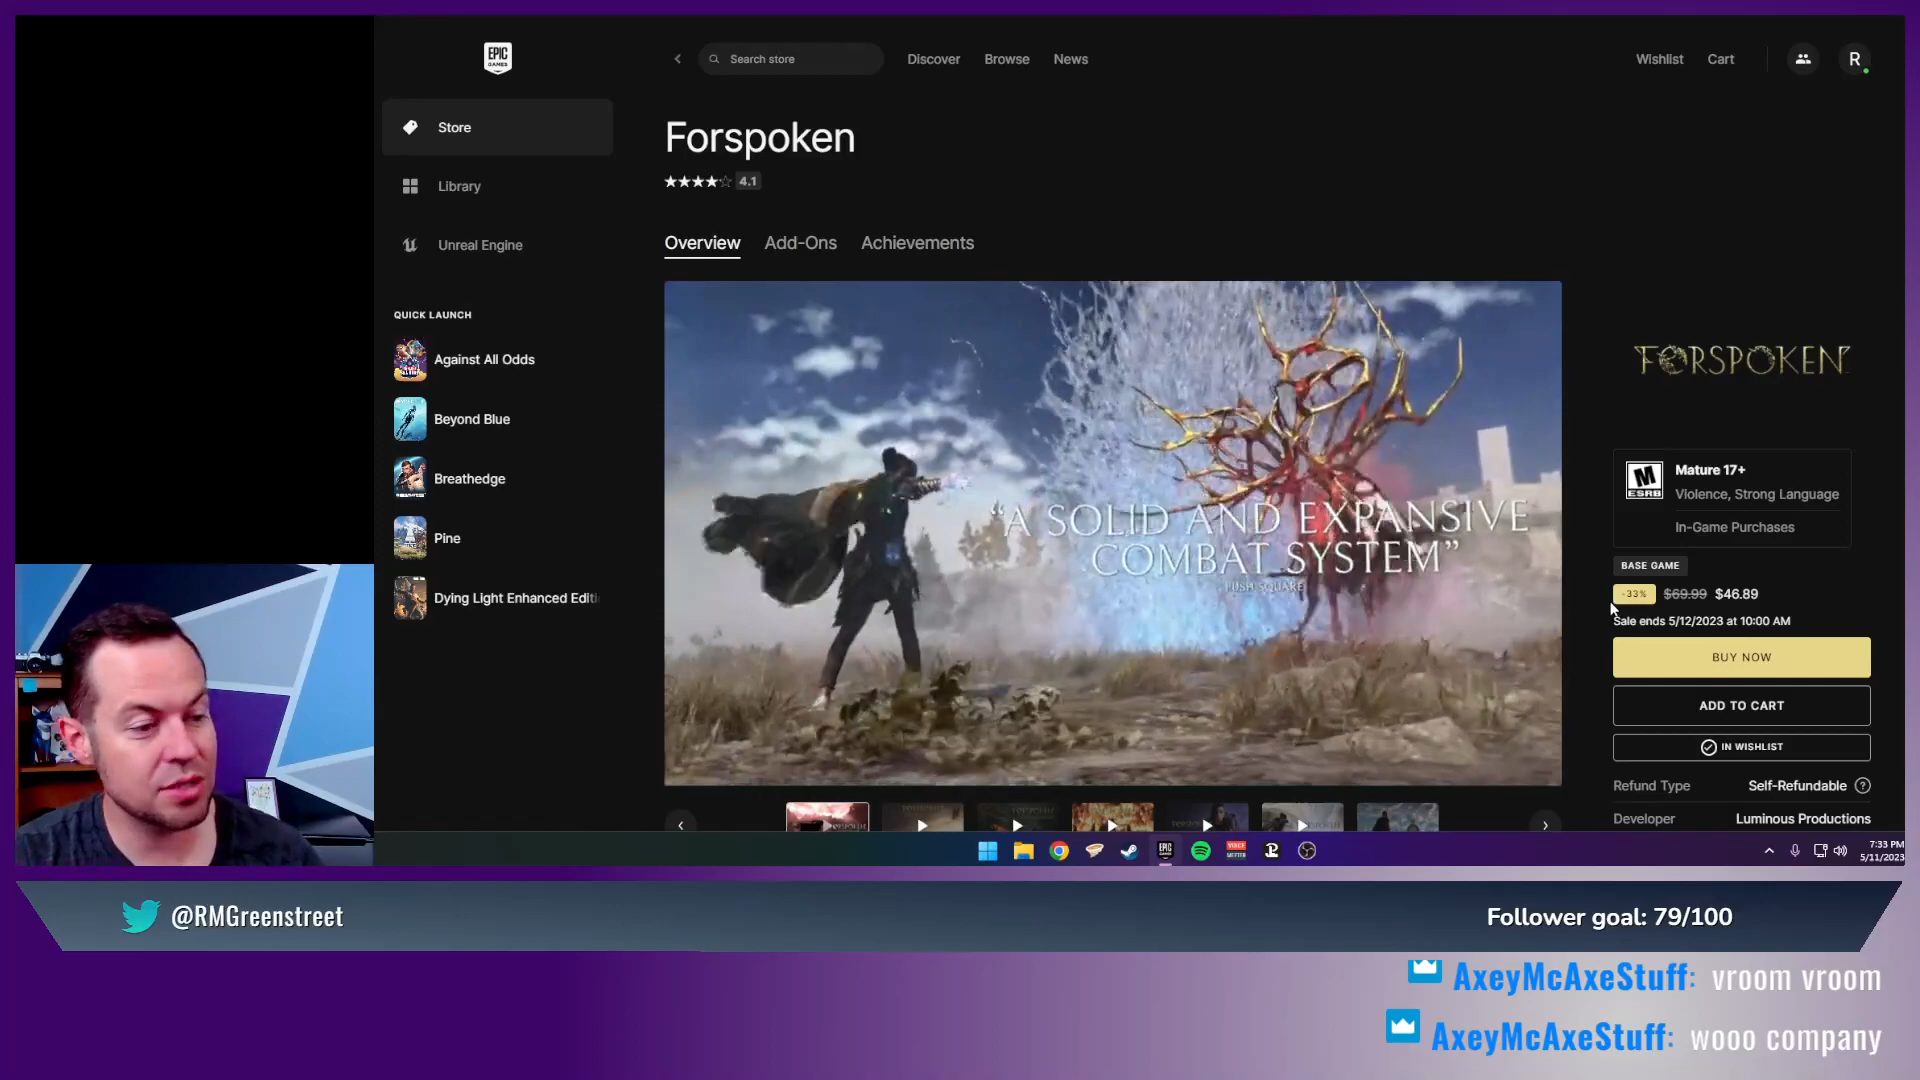 EPIC
GAMES
Search store
Discover
Browse
News
Wishlist
Cart
R
Store
Library
Unreal Engine
QUICK LAUNCH
Against All Odds
Beyond Blue
Breathedge
Pine
Dying Light Enhanced Editi
Forspoken
4.1
Overview
Add-Ons
Achievements
“A SOLID AND EXPANSIVE
COMBAT SYSTEM”
PUSH SQUARE
FORSPOKEN
M
ESRB
Mature 17+
Violence, Strong Language
In-Game Purchases
BASE GAME
-33% $69.99 $46.89
Sale ends 5/12/2023 at 10:00 AM
BUY NOW
ADD TO CART
IN WISHLIST
Refund Type Self-Refundable
Developer Luminous Productions
7:33 PM
5/11/2023
@RMGreenstreet
Follower goal: 79/100
AxeyMcAxeStuff: vroom vroom
AxeyMcAxeStuff: wooo company